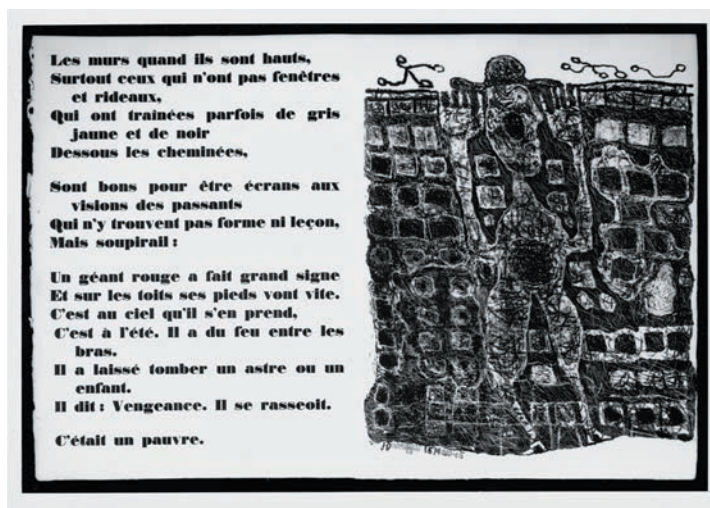 Les murs quand ils sont hauts,
Surtout ceux qui n'ont pas fenêtres
et rideaux,
Qui ont traînées parfois de gris
jaune et de noir
Dessous les cheminées,
Sont bons pour être écrans aux
visions des passants
Qui n'y trouvent pas forme ni leçon,
Mais soupirail :
Un géant rouge a fait grand signe
Et sur les toits ses pieds vont vite.
C'est au ciel qu'il s'en prend,
C'est à l'été. Il a du feu entre les
bras.
Il a laissé tomber un astre ou un
enfant.
Il dit : Vengeance. Il se rasseoit.
C'était un pauvre.